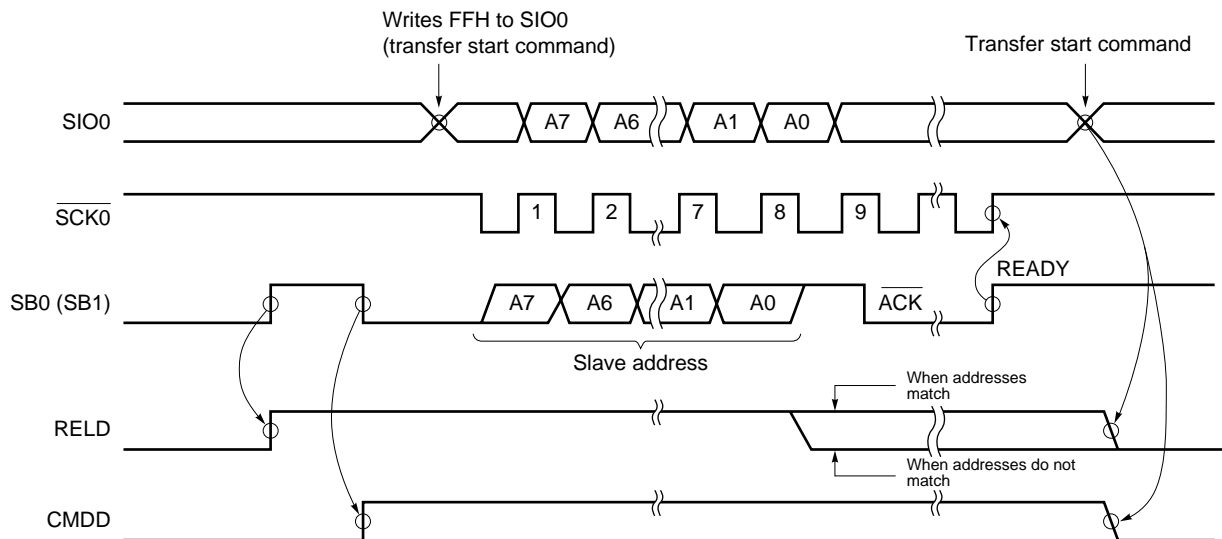 Writes FFH to SIO0
(transfer start command)
Transfer start command
SIO0
A7
A6
A1
A0
SCK0
1
2
7
8
9
READY
SB0 (SB1)
A7
A6
A1
A0
ACK
Slave address
When addresses
match
RELD
When addresses do not
match
CMDD